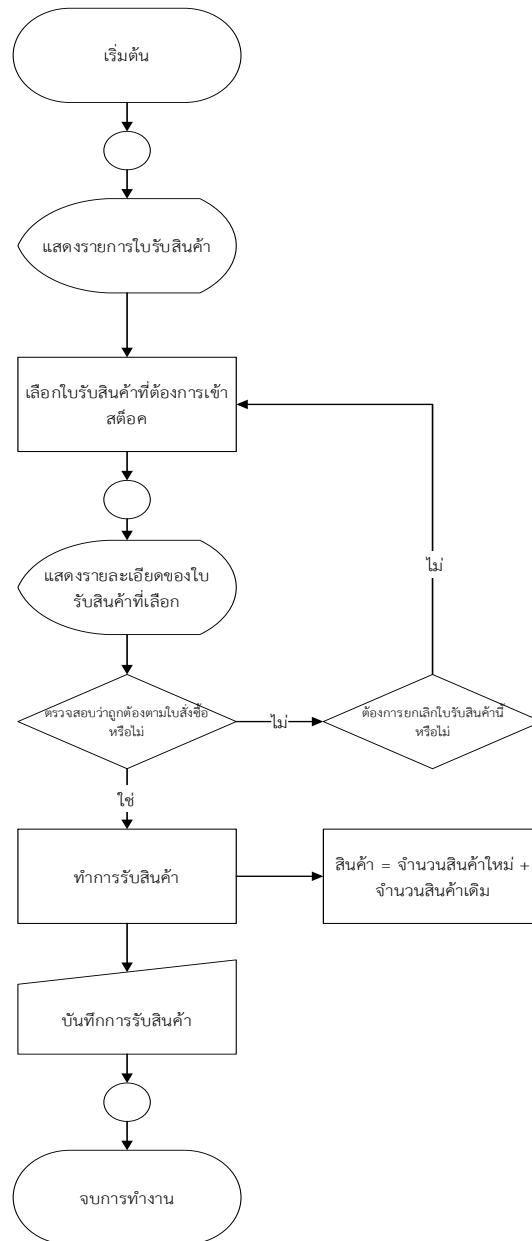 เริ่มต้น
แสดงรายการใบรับสินค้า
เลือกใบรับสินค้าที่ต้องการเข้า
สต็อค
ไม่
แสดงรายละเอียดของใบ
รับสินค้าที่เลือก
ตรวจสอบว่าถูกต้องตามใบสั่งซื้อ
หรือไม่
ไม่
ต้องการยกเลิกใบรับสินค้านี้
หรือไม่
ใช่
ทำการรับสินค้า
สินค้า = จำนวนสินค้าใหม่ +
จำนวนสินค้าเดิม
บันทึกการรับสินค้า
จบการทำงาน